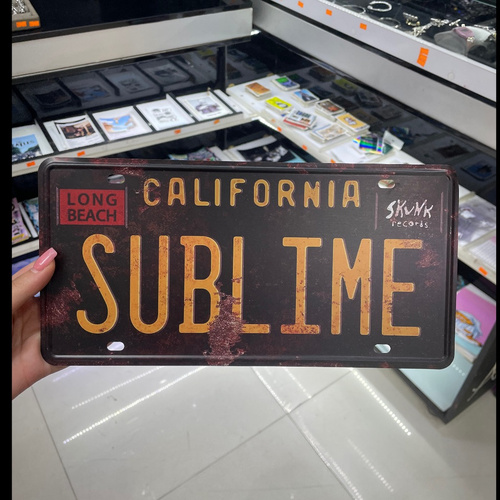 CALIFORNIA
LONG
BEACH
SKUNK
records
SUBLIME